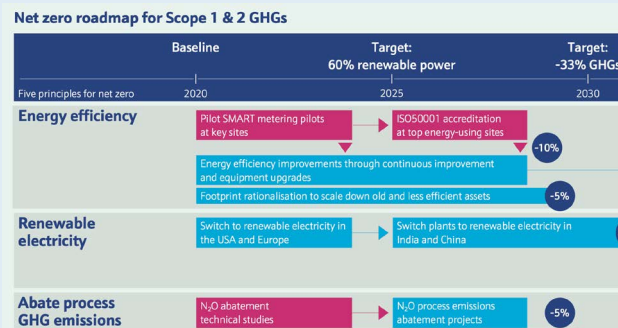 Net zero roadmap for Scope 1 & 2 GHGs
Baseline
Target:
60% renewable power
Target:
-33% GHGs
Five principles for net zero
2020
2025
2030
Energy efficiency
Pilot SMART metering pilots
at key sites
ISO50001 accreditation
at top energy-using sites
-10%
Energy efficiency improvements through continuous improvement
and equipment upgrades
Footprint rationalisation to scale down old and less efficient assets
-5%
Renewable
electricity
Switch to renewable electricity in
the USA and Europe
Switch plants to renewable electricity in
India and China
Abate process
GHG emissions
N₂O abatement
technical studies
N₂O process emissions
abatement projects
-5%